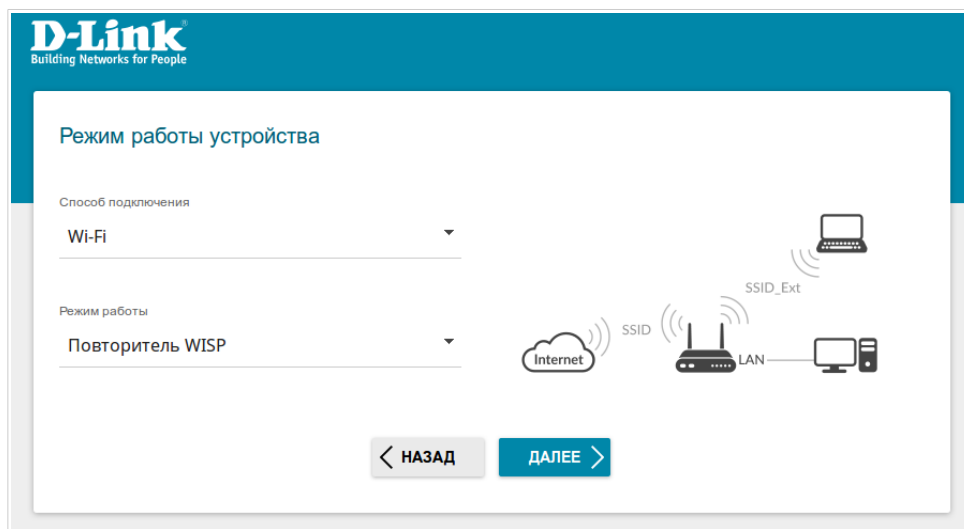 D-Link®
Building Networks for People
Режим работы устройства
Способ подключения
Wi-Fi
Режим работы
Повторитель WISP
SSID_Ext
SSID
Internet
LAN
НАЗАД
ДАЛЕЕ